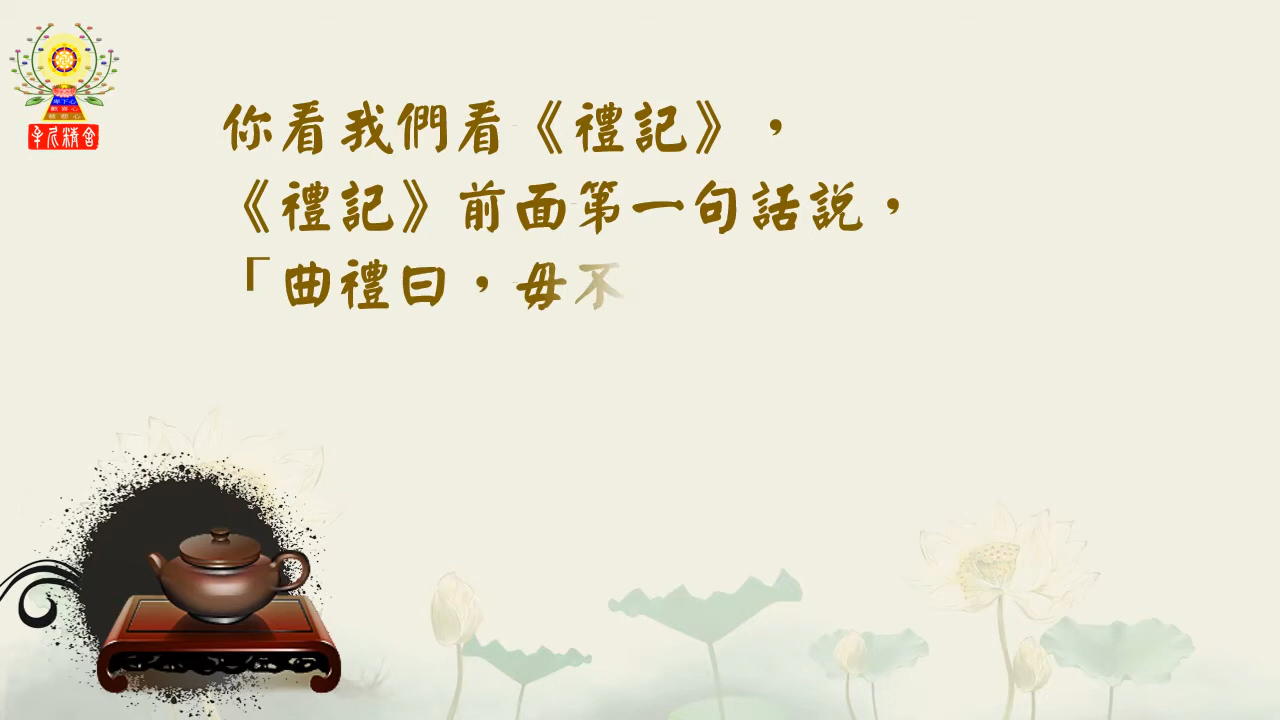 你看我們看《禮記》，
《禮記》前面第一句話說，
「曲禮曰，毋不